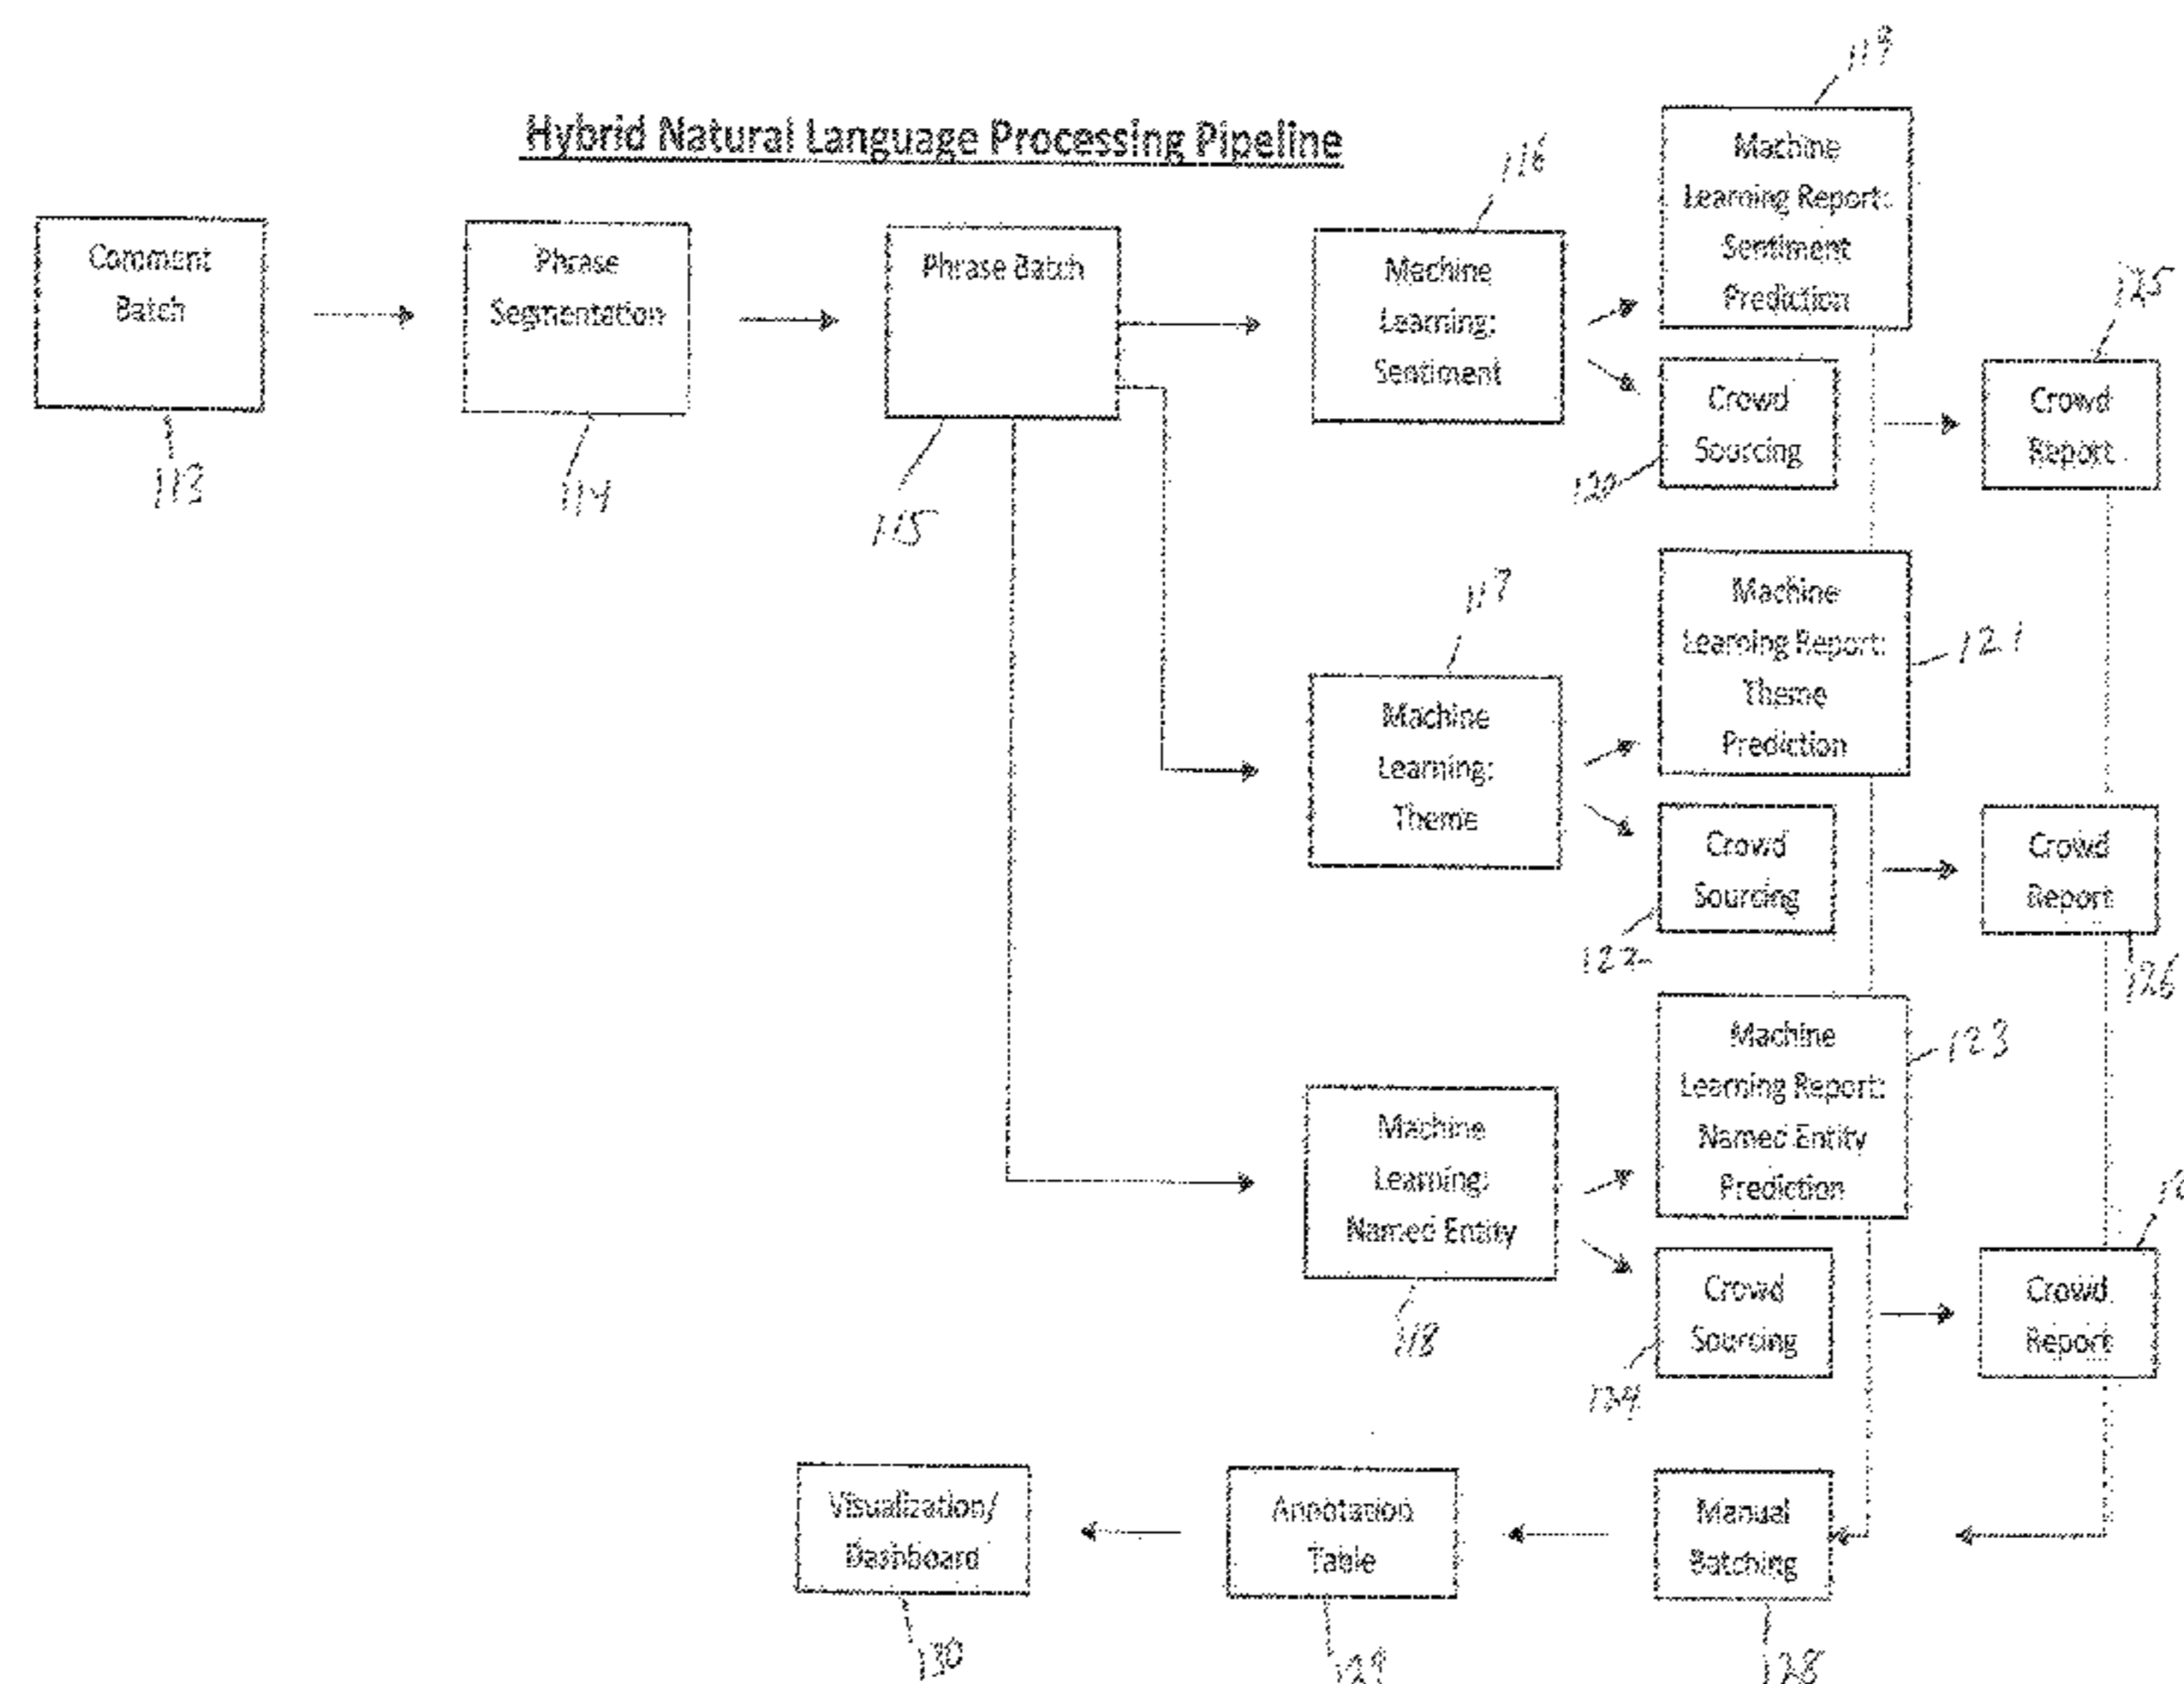 Hybrid Natural Language Processing Pipeline
Comment
Batch
113
Phrase
Segmentation
114
Phrase Batch
115
Machine
Learning:
Sentiment
116
Machine
Learning Report:
Sentiment
Prediction
119
Crowd
Sourcing
120
Crowd
Report
125
Machine
Learning:
Theme
117
Machine
Learning Report:
Theme
Prediction
121
Crowd
Sourcing
122
Crowd
Report
126
Machine
Learning:
Named Entity
118
Machine
Learning Report:
Named Entity
Prediction
123
Crowd
Sourcing
124
Crowd
Report
Visualization/
Dashboard
130
Annotation
Table
129
Manual
Batching
128